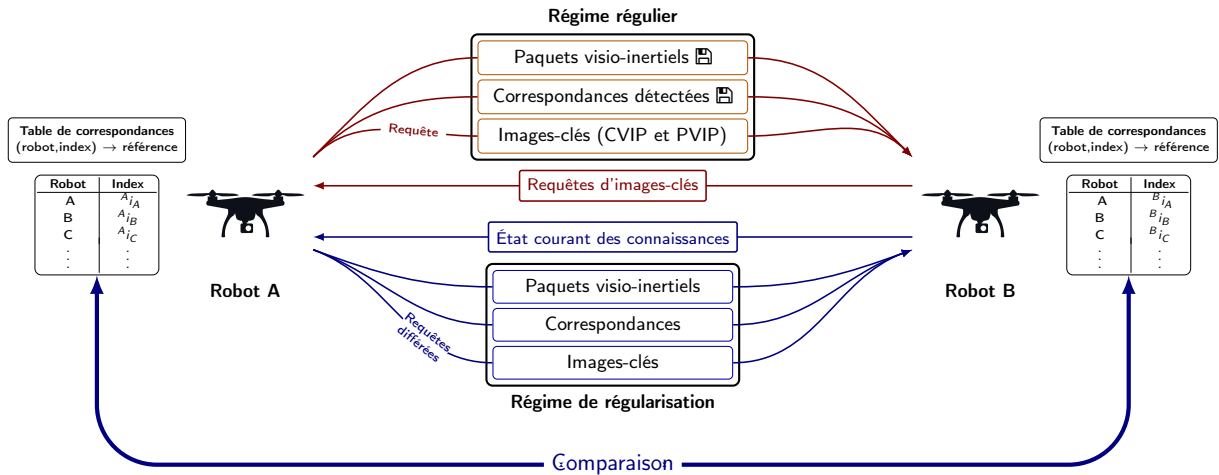 Régime régulier
Paquets visio-inertiels
Correspondances détectées
Requête
Images-clés (CVIP et PVIP)
Table de correspondances
(robot,index) → référence
Robot Index
A ᴬi_A
B ᴬi_B
C ᴬi_C
. .
. .
. .
Robot A
Requêtes d'images-clés
État courant des connaissances
Table de correspondances
(robot,index) → référence
Robot Index
A ᴮi_A
B ᴮi_B
C ᴮi_C
. .
. .
. .
Robot B
Paquets visio-inertiels
Correspondances
Requêtes
différées
Images-clés
Régime de régularisation
Comparaison